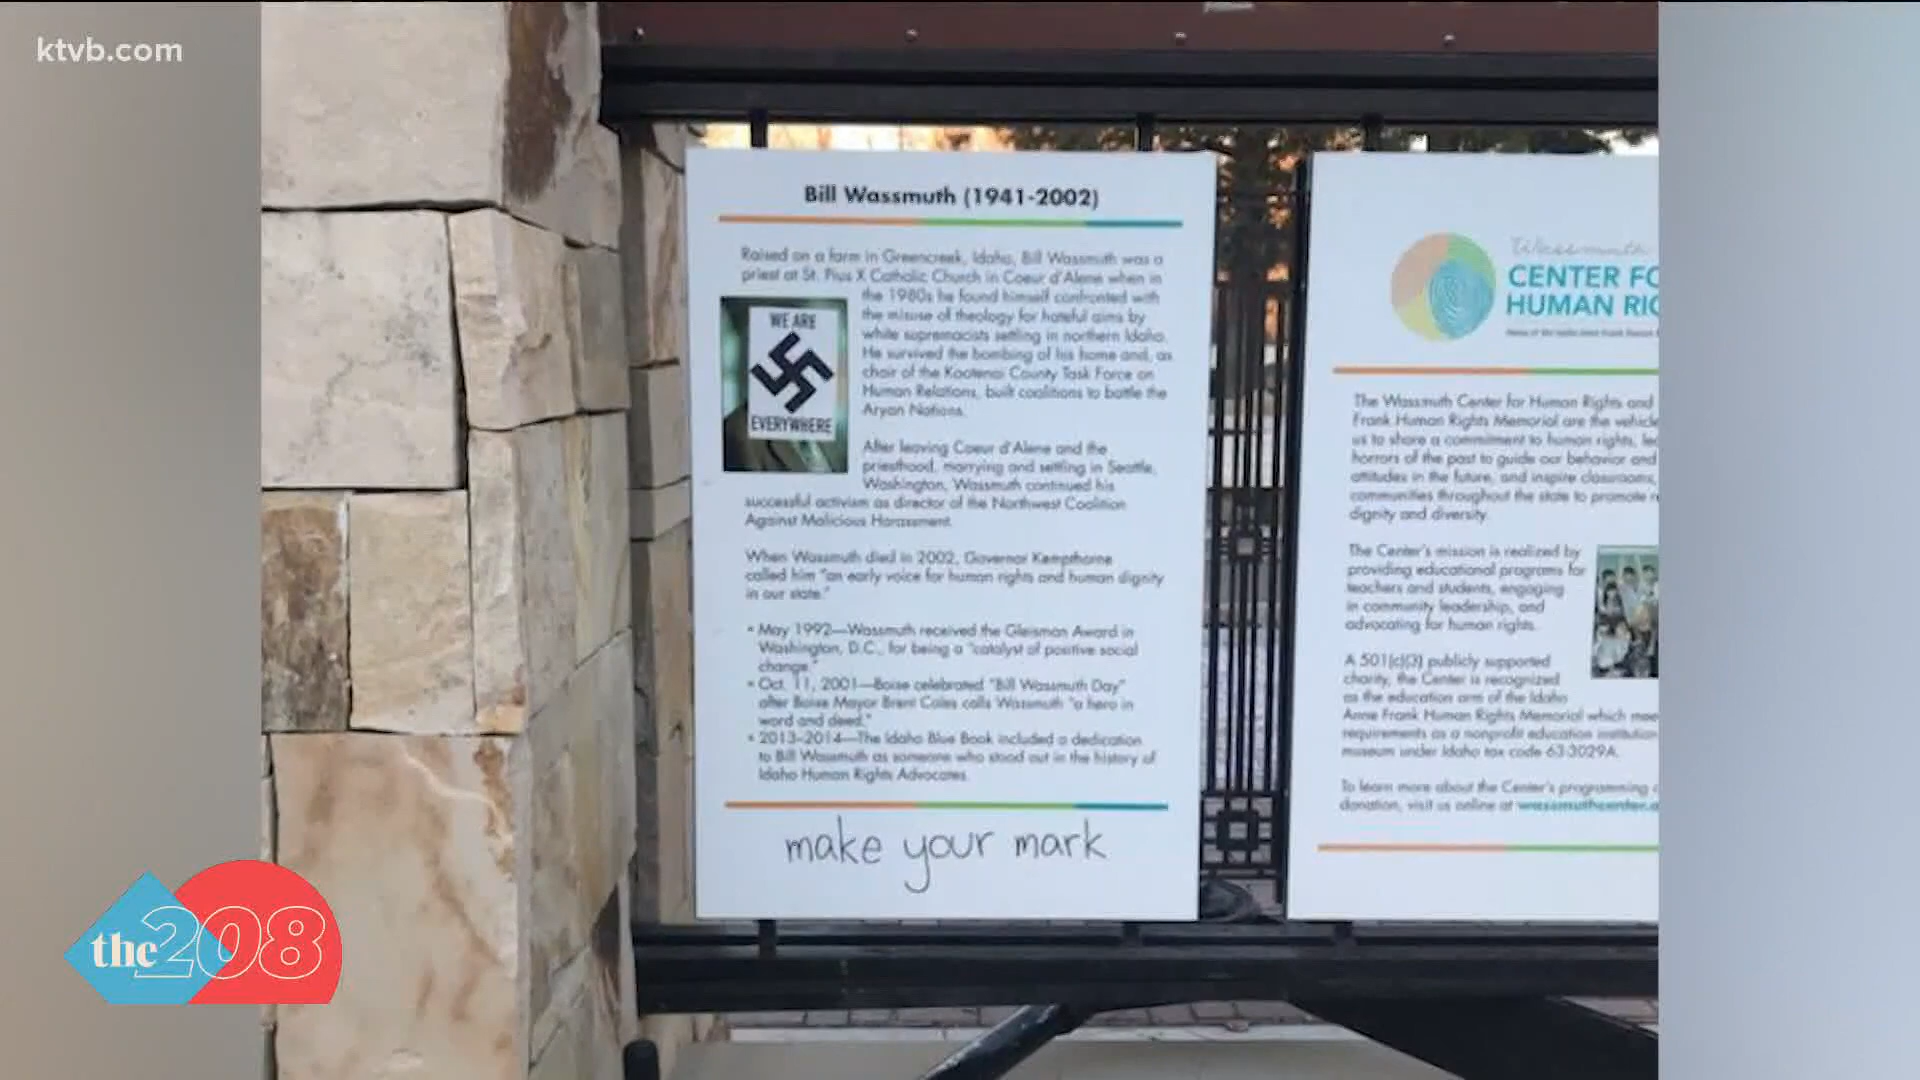 ktvb.com
Bill Wassmuth (1941-2002)
Raised on a farm in Greencreek, Idaho, Bill Wassmuth was a
priest at St. Pius X Catholic Church in Coeur d'Alene when in
the 1980s he found himself confronted with
the misuse of theology for hateful aims by
white supremacists settling in northern Idaho.
He survived the bombing of his home and, as
chair of the Kootenai County Task Force on
Human Relations, built coalitions to battle the
Aryan Nations.
WE ARE
EVERYWHERE
After leaving Coeur d'Alene and the
priesthood, marrying and settling in Seattle,
Washington, Wassmuth continued his
successful activism as director of the Northwest Coalition
Against Malicious Harassment.
When Wassmuth died in 2002, Governor Kempthorne
called him "an early voice for human rights and human dignity
in our state."
• May 1992—Wassmuth received the Gleisman Award in
Washington, D.C., for being a "catalyst of positive social
change."
• Oct. 11, 2001—Boise celebrated "Bill Wassmuth Day"
after Boise Mayor Brent Coles calls Wassmuth "a hero in
word and deed."
• 2013-2014—The Idaho Blue Book included a dedication
to Bill Wassmuth as someone who stood out in the history of
Idaho Human Rights Advocates.
make your mark
Wassmuth
CENTER FO
HUMAN RIG
The Wassmuth Center for Human Rights and
Frank Human Rights Memorial are the vehicle
us to share a commitment to human rights,
horrors of the past to guide our behavior and
attitudes in the future, and inspire classrooms,
communities throughout the state to promote
dignity and diversity.
The Center's mission is realized by
providing educational programs for
teachers and students, engaging
in community leadership, and
advocating for human rights.
A 501(c)(3) publicly supported
charity, the Center is recognized
as the education arm of the Idaho
Anne Frank Human Rights Memorial which mee
requirements as a nonprofit education institution
museum under Idaho tax code 63-3029A.
To learn more about the Center's programming
donation, visit us online at wassmuthcenter.o
the 208